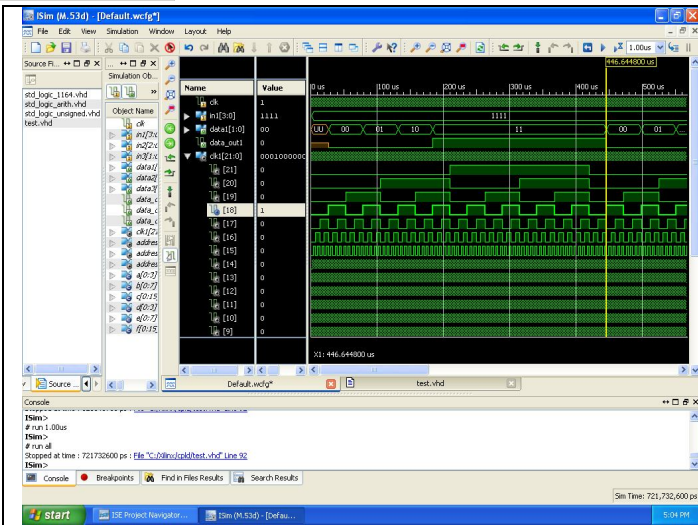 ISim (M.53d) - [Default.wcfg*]
File Edit View Simulation Window Layout Help
1.00us
Source Fi...
std_logic_1164.vhd
std_logic_arith.vhd
std_logic_unsigned.vhd
test.vhd
Simulation Ob...
Object Name
clk
in1[3:0
in2[2:0
in3[1:0
data1[
data2[
data3[
data_o
data_o
data_o
clk1[21
addres
addres
addres
a[0:3]
b[0:7]
c[0:15
d[0:3]
e[0:7]
f[0:15]
Name Value
clk 1
in1[3:0] 1111
data1[1:0] 00
data_out1 0
clk1[21:0] 0001000000
[21] 0
[20] 0
[19] 0
[18] 1
[17] 0
[16] 0
[15] 0
[14] 0
[13] 0
[12] 0
[11] 0
[10] 0
[9] 0
446.644800 us
0 us 100 us 200 us 300 us 400 us 500 us
1111
UU 00 01 10 11 00 01
X1: 446.644800 us
Source ...
Default.wcfg* test.vhd
Console
ISim>
# run 1.00us
ISim>
# run all
Stopped at time : 721732600 ps : File "C:/Xilinx/cpld/test.vhd" Line 92
ISim>
Console Breakpoints Find in Files Results Search Results
Sim Time: 721,732,600 ps
start ISE Project Navigator... ISim (M.53d) - [Defau... 5:04 PM